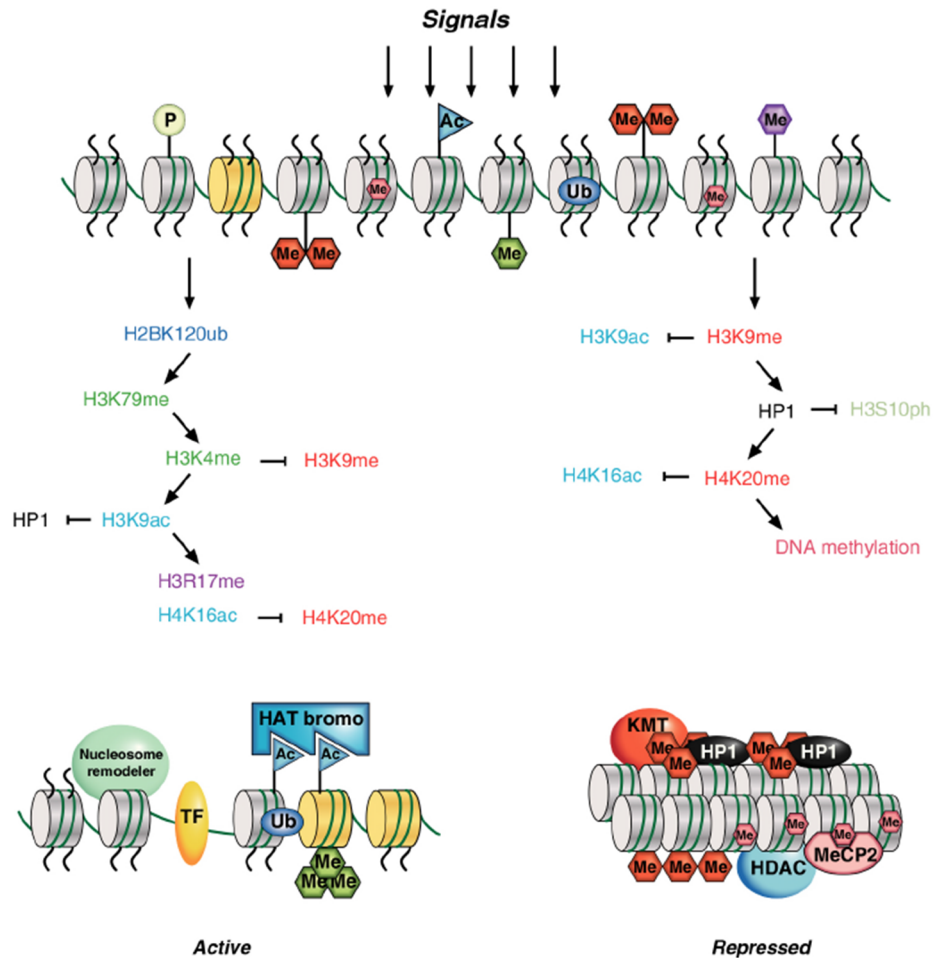 Signals
P
Ac
Me Me
Me
Me
Ub
Me
Me Me
Me
H2BK120ub
H3K79me
H3K4me
H3K9me
HP1
H3K9ac
H3R17me
H4K16ac
H4K20me
H3K9ac
H3K9me
HP1
H3S10ph
H4K16ac
H4K20me
DNA methylation
HAT bromo
Nucleosome
remodeler
Ac
Ac
TF
Ub
Me
Me Me
Active
KMT
Me
Me
HP1
Me
Me
HP1
Me
Me
Me
Me
Me Me Me
HDAC
MeCP2
Repressed